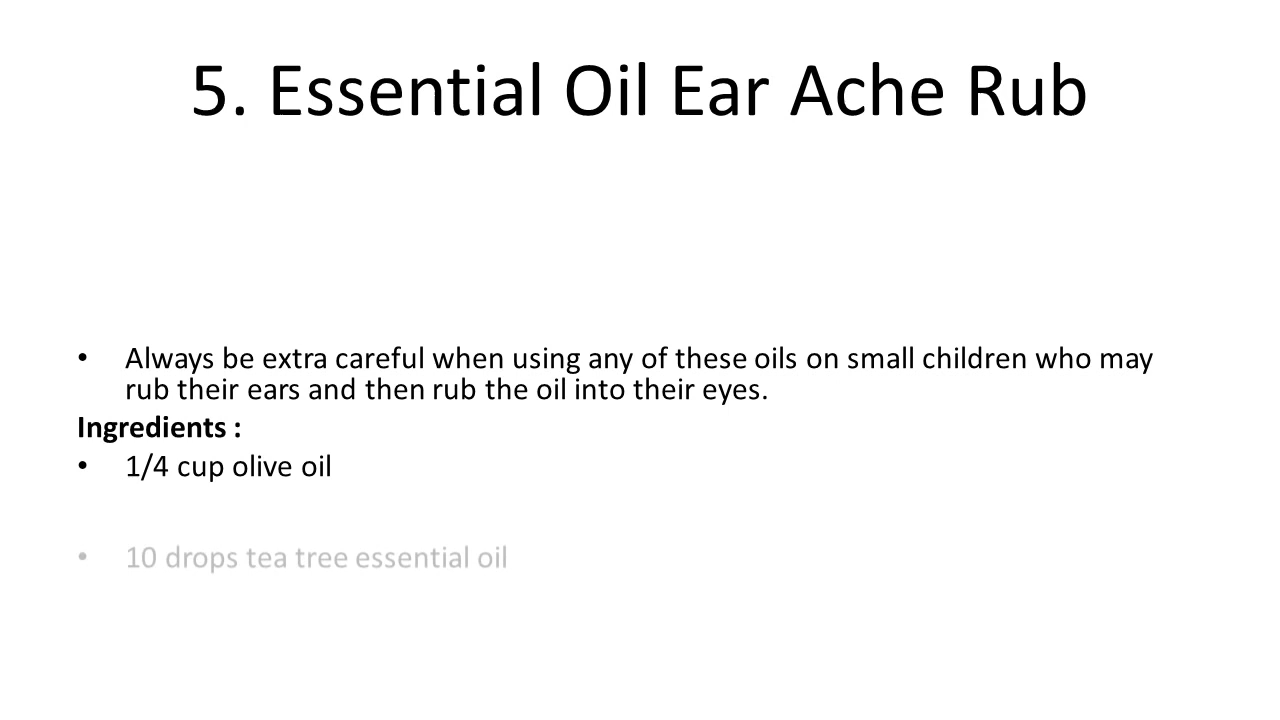 5. Essential Oil Ear Ache Rub
• Always be extra careful when using any of these oils on small children who may
rub their ears and then rub the oil into their eyes.
Ingredients :
• 1/4 cup olive oil
• 10 drops tea tree essential oil